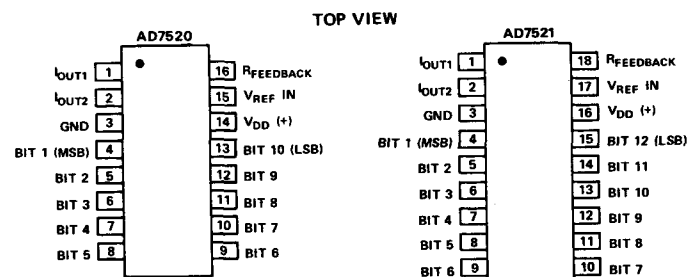 TOP VIEW
AD7520
IOUT1 1
IOUT2 2
GND 3
BIT 1 (MSB) 4
BIT 2 5
BIT 3 6
BIT 4 7
BIT 5 8
16 RFEEDBACK
15 VREF IN
14 VDD (+)
13 BIT 10 (LSB)
12 BIT 9
11 BIT 8
10 BIT 7
9 BIT 6
AD7521
IOUT1 1
IOUT2 2
GND 3
BIT 1 (MSB) 4
BIT 2 5
BIT 3 6
BIT 4 7
BIT 5 8
BIT 6 9
18 RFEEDBACK
17 VREF IN
16 VDD (+)
15 BIT 12 (LSB)
14 BIT 11
13 BIT 10
12 BIT 9
11 BIT 8
10 BIT 7